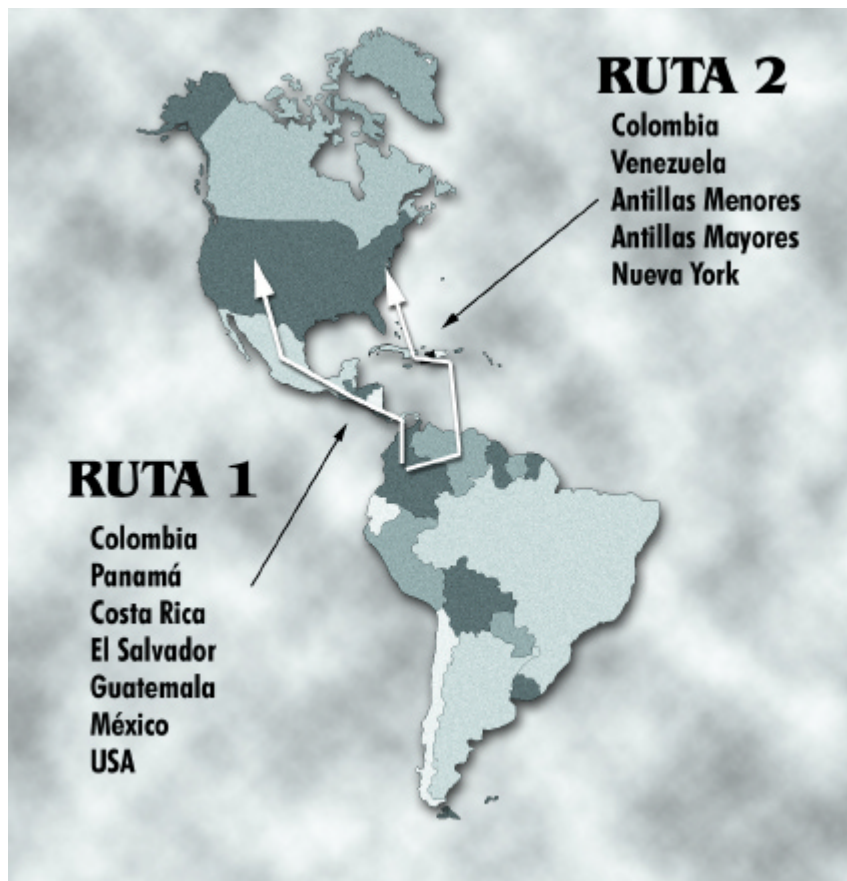 RUTA 2
Colombia
Venezuela
Antillas Menores
Antillas Mayores
Nueva York
RUTA 1
Colombia
Panamá
Costa Rica
El Salvador
Guatemala
México
USA